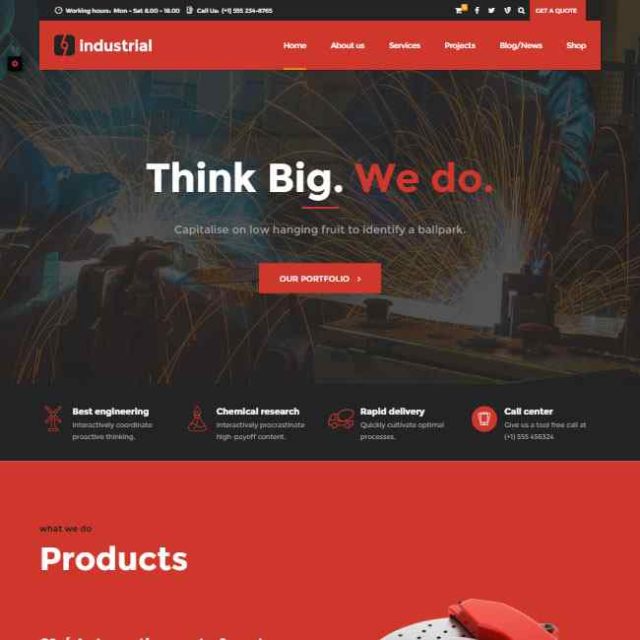 Working hours: Mon - Sat 8.00 - 18.00 Call Us: (+1) 555 234-8765 GET A QUOTE
Industrial Home About us Services Projects Blog/News Shop
Think Big. We do.
Capitalise on low hanging fruit to identify a ballpark.
OUR PORTFOLIO >
Best engineering
Interactively coordinate
proactive thinking.
Chemical research
Interactively procrastinate
high-payoff content.
Rapid delivery
Quickly cultivate optimal
processes.
Call center
Give us a tool free call at
(+1) 555 456324
what we do
Products